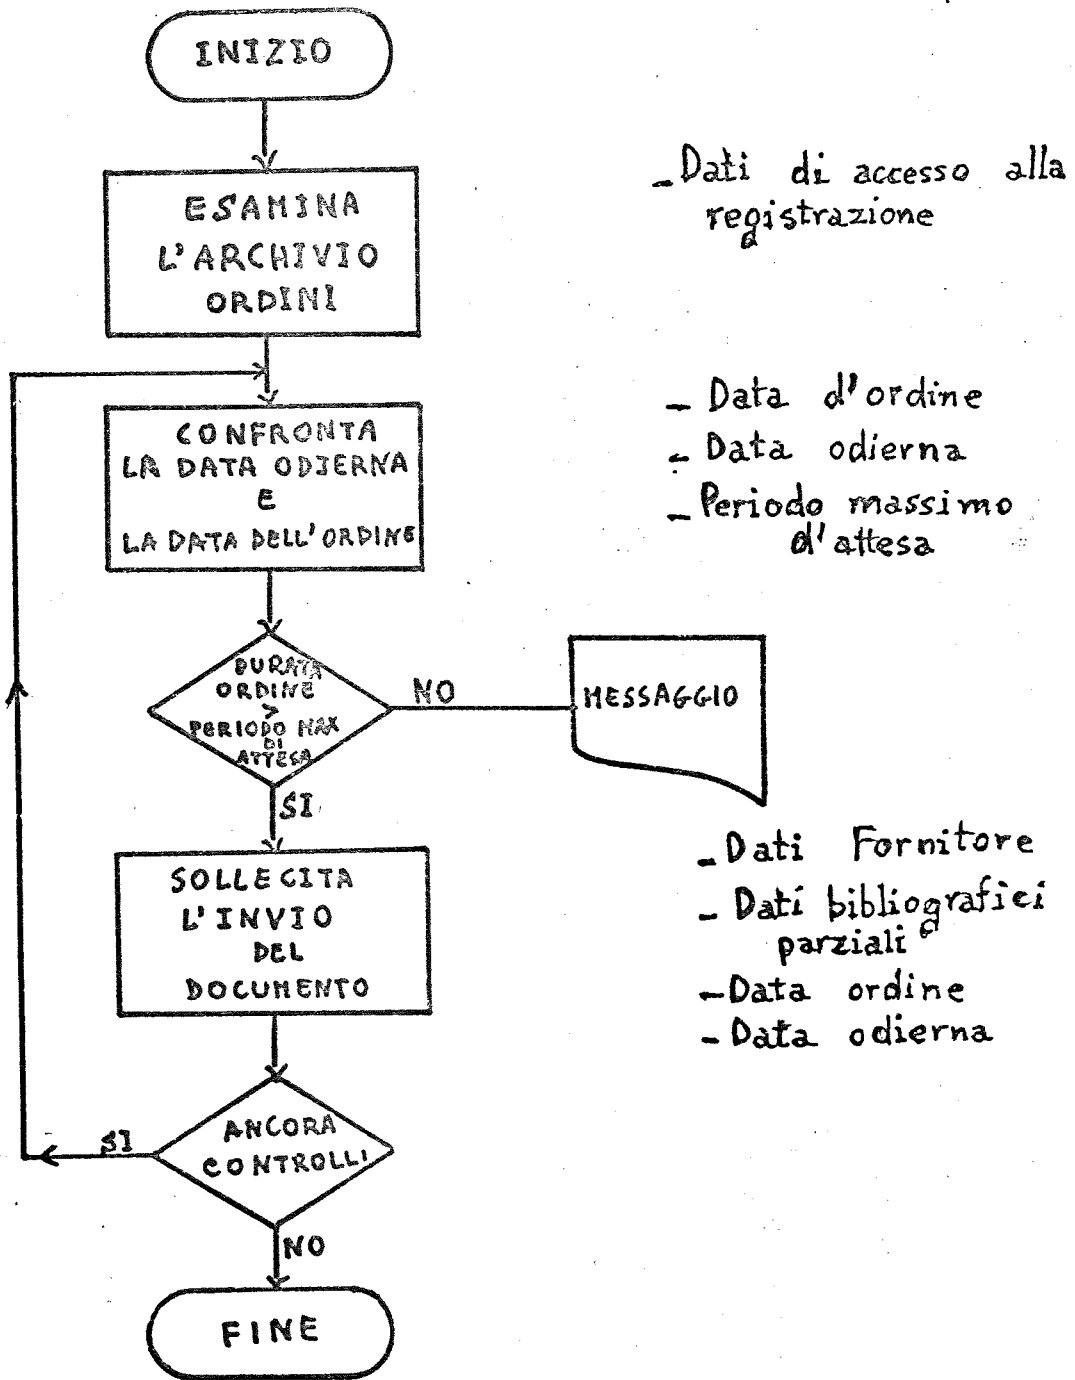 INIZIO
ESAMINA
L'ARCHIVIO
ORDINI
_ Dati di accesso alla
registrazione
CONFRONTA
LA DATA ODIERNA
E
LA DATA DELL'ORDINE
- Data d'ordine
- Data odierna
- Periodo massimo
d'attesa
DURATA
ORDINE
>
PERIODO MAX
DI
ATTESA
NO
MESSAGGIO
SI
SOLLECITA
L'INVIO
DEL
DOCUMENTO
- Dati Fornitore
- Dati bibliografici
parziali
- Data ordine
- Data odierna
ANCORA
CONTROLLI
SI
NO
FINE